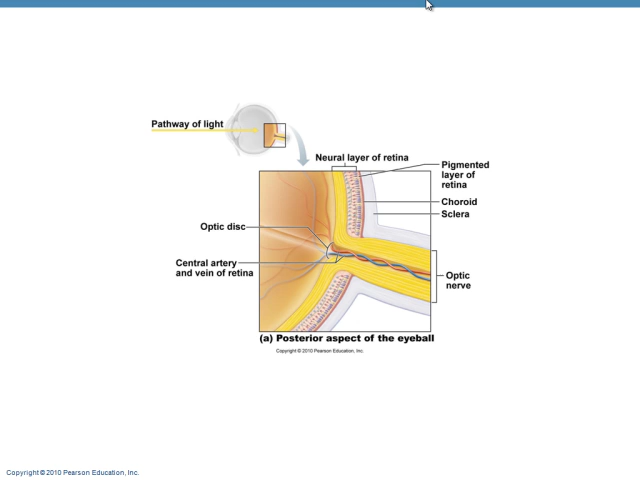 Pathway of light
Neural layer of retina
Pigmented
layer of
retina
Choroid
Sclera
Optic disc
Central artery
and vein of retina
Optic
nerve
(a) Posterior aspect of the eyeball
Copyright © 2010 Pearson Education, Inc.
Copyright © 2010 Pearson Education, Inc.